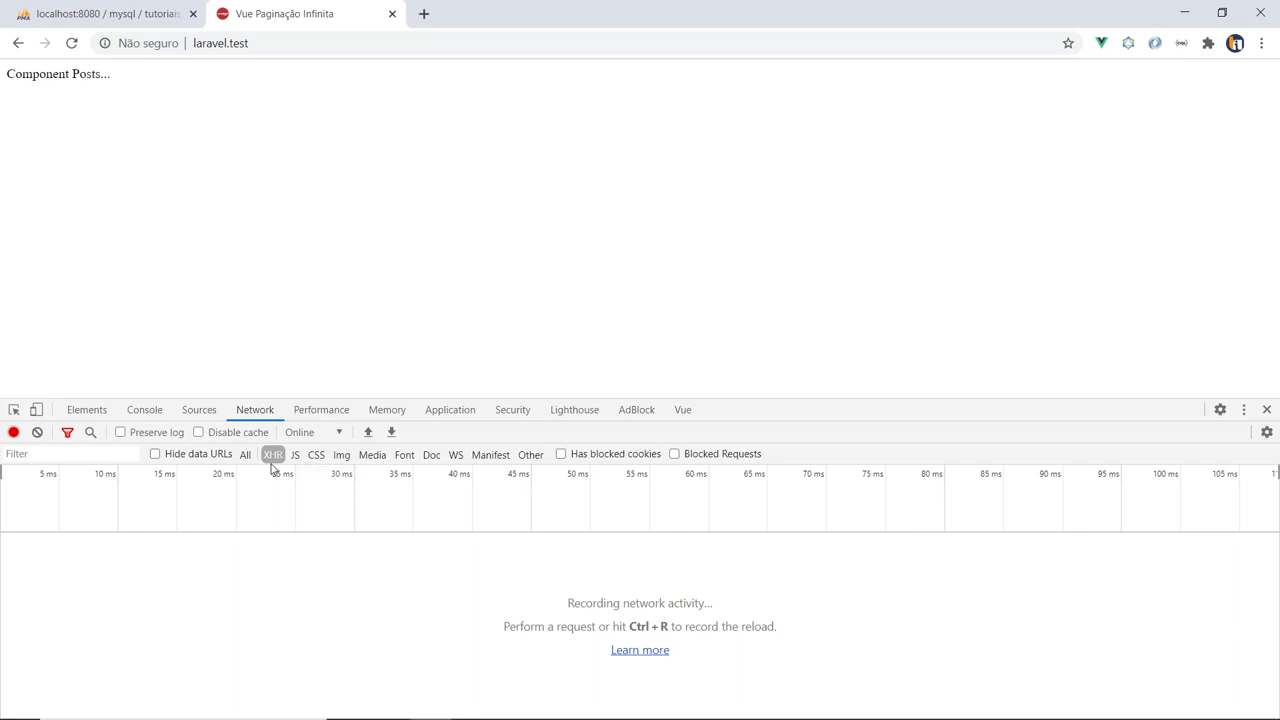 localhost:8080 / mysql / tutoriais
Vue Paginação Infinita
Não seguro
laravel.test
Component Posts...
Elements Console Sources Network Performance Memory Application Security Lighthouse AdBlock Vue
Preserve log Disable cache Online
Filter Hide data URLs All XHR JS CSS Img Media Font Doc WS Manifest Other Has blocked cookies Blocked Requests
5 ms 10 ms 15 ms 20 ms 25 ms 30 ms 35 ms 40 ms 45 ms 50 ms 55 ms 60 ms 65 ms 70 ms 75 ms 80 ms 85 ms 90 ms 95 ms 100 ms 105 ms
Recording network activity...
Perform a request or hit Ctrl + R to record the reload.
Learn more